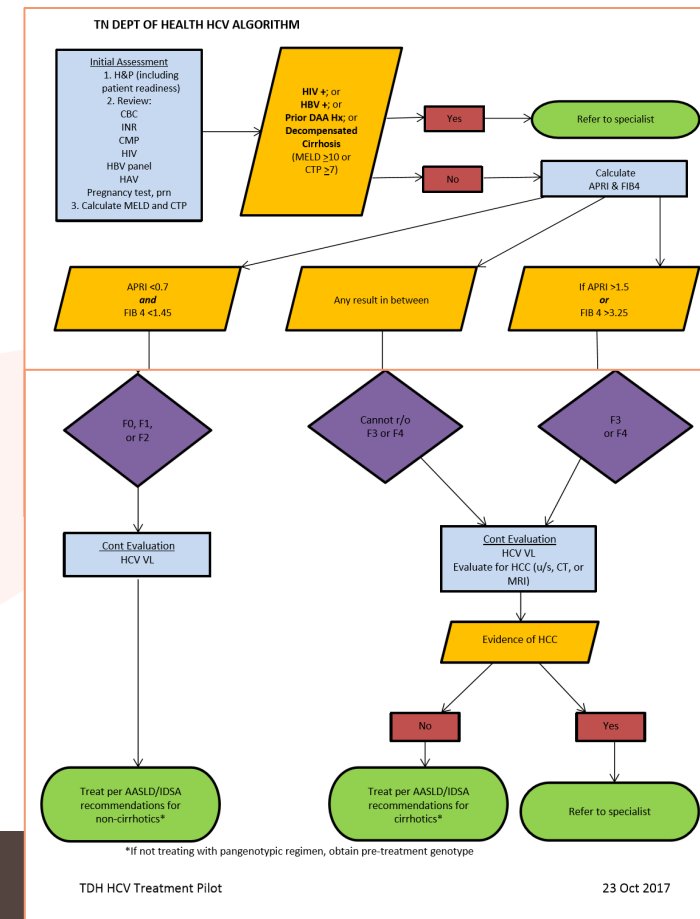 TN DEPT OF HEALTH HCV ALGORITHM
Initial Assessment
1. H&P (including
patient readiness)
2. Review:
CBC
INR
CMP
HIV
HBV panel
HAV
Pregnancy test, prn
3. Calculate MELD and CTP
HIV +; or
HBV +; or
Prior DAA Hx; or
Decompensated
Cirrhosis
(MELD ≥10 or
CTP ≥7)
Yes
Refer to specialist
No
Calculate
APRI & FIB4
APRI <0.7
and
FIB 4 <1.45
Any result in between
If APRI >1.5
or
FIB 4 >3.25
F0, F1,
or F2
Cannot r/o
F3 or F4
F3
or F4
Cont Evaluation
HCV VL
Cont Evaluation
HCV VL
Evaluate for HCC (u/s, CT, or
MRI)
Evidence of HCC
No
Yes
Treat per AASLD/IDSA
recommendations for
non-cirrhotics*
Treat per AASLD/IDSA
recommendations for
cirrhotics*
Refer to specialist
*If not treating with pangenotypic regimen, obtain pre-treatment genotype
TDH HCV Treatment Pilot
23 Oct 2017